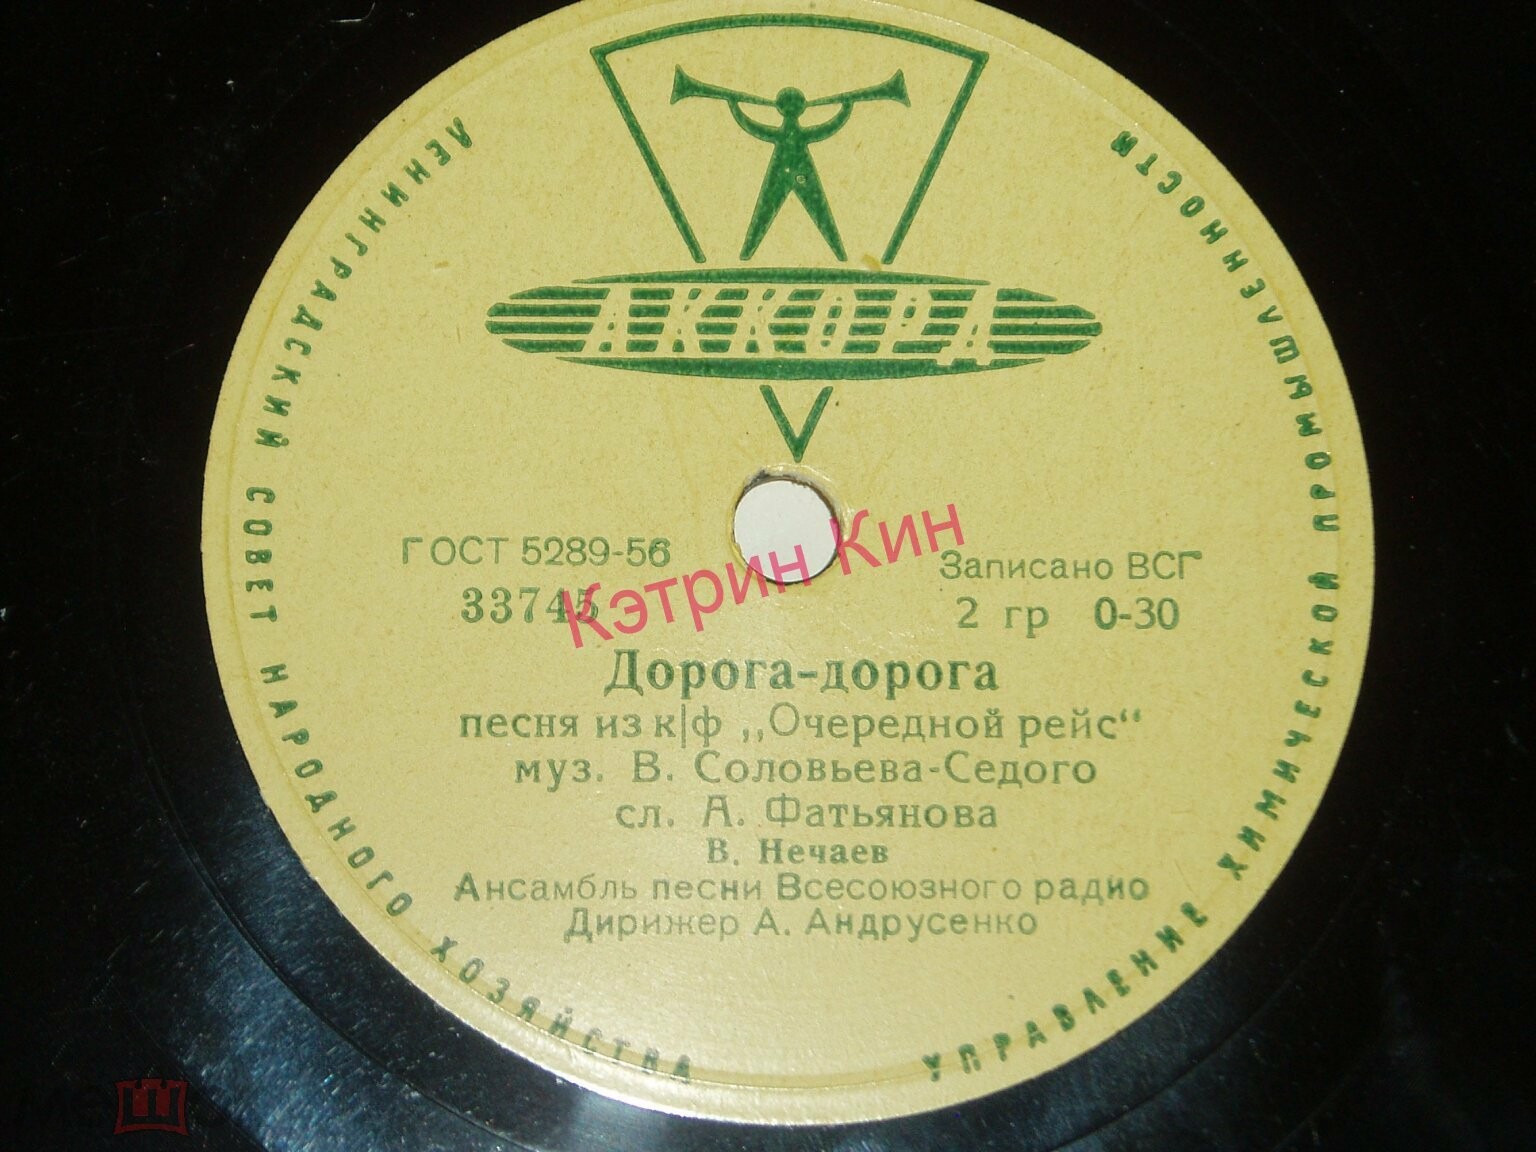 АККОРД
ЛЕНИНГРАДСКИЙ СОВЕТ НАРОДНОГО ХОЗЯЙСТВА
УПРАВЛЕНИЕ ХИМИЧЕСКОЙ ПРОМЫШЛЕННОСТИ
Кэтрин Кин
ГОСТ 5289-56
Записано ВСГ
33745
2 гр 0-30
Дорога-дорога
песня из к|ф „Очередной рейс“
муз. В. Соловьева-Седого
сл. А. Фатьянова
В. Нечаев
Ансамбль песни Всесоюзного радио
Дирижер А. Андрусенко